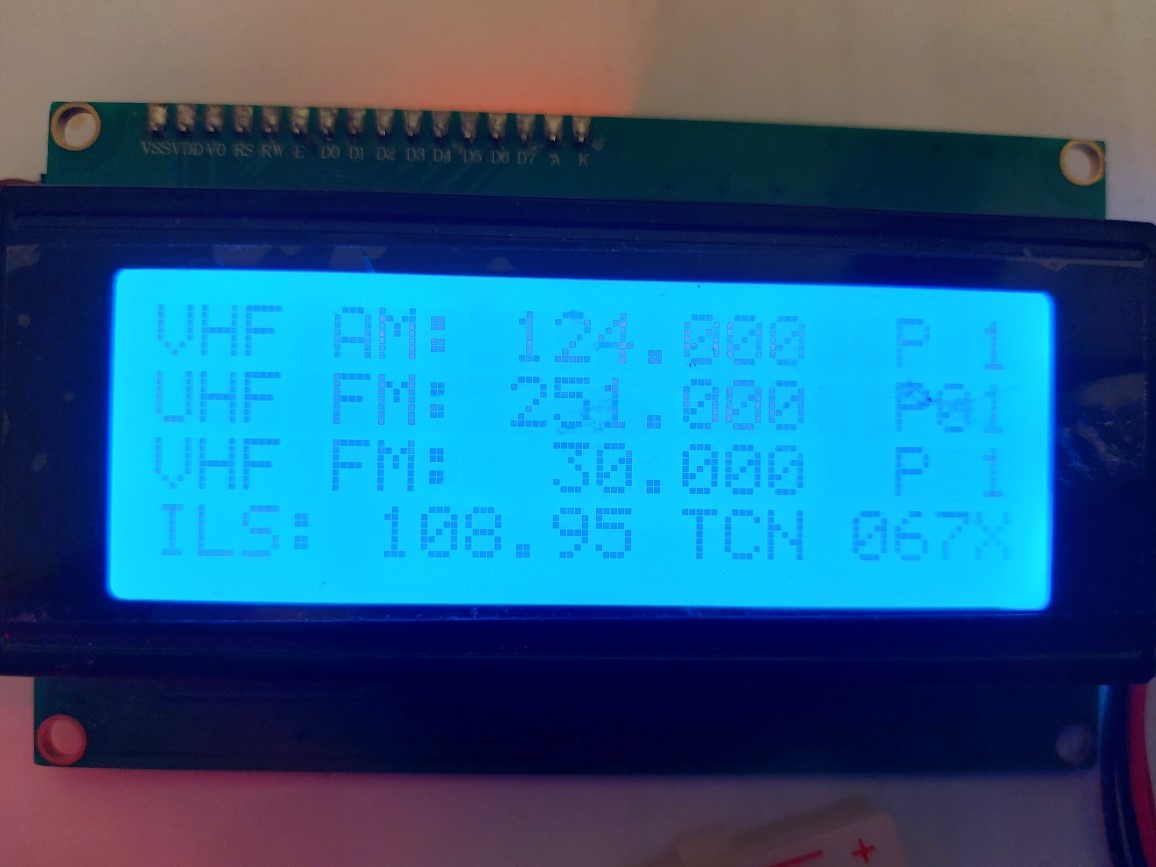 VSS VDD V0 RS RW E D0 D1 D2 D3 D4 D5 D6 D7 A K
VHF AM: 124.000 P 1
UHF FM: 251.000 P01
VHF FM: 30.000 P 1
ILS: 108.95 TCN 067X
+